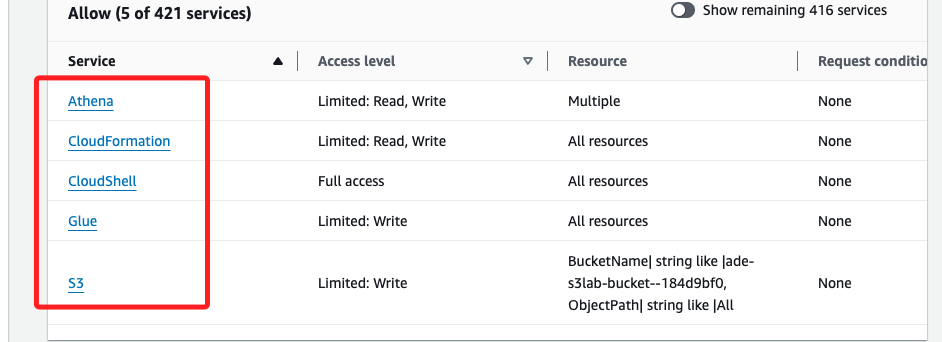 Allow (5 of 421 services)
Show remaining 416 services
Service Access level Resource Request conditio
Athena Limited: Read, Write Multiple None
CloudFormation Limited: Read, Write All resources None
CloudShell Full access All resources None
Glue Limited: Write All resources None
BucketName| string like |ade-
S3 Limited: Write s3lab-bucket--184d9bf0, None
ObjectPath| string like |All